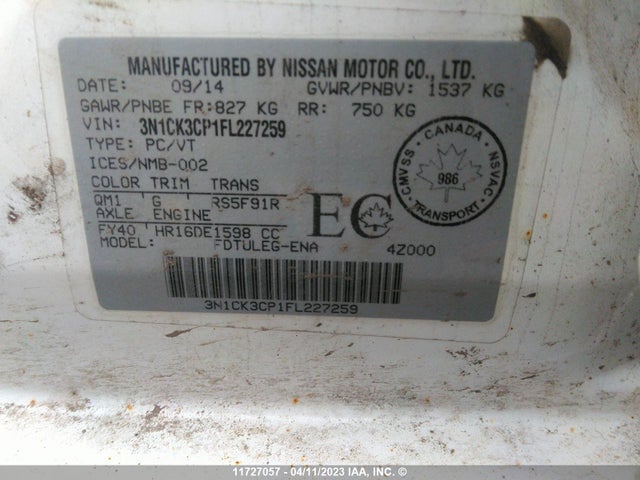 MANUFACTURED BY NISSAN MOTOR CO., LTD.
DATE: 09/14 GVWR/PNBV: 1537 KG
GAWR/PNBE FR:827 KG RR: 750 KG
VIN: 3N1CK3CP1FL227259
TYPE: PC/VT
ICES/NMB-002
COLOR TRIM TRANS
QM1 G RS5F91R
AXLE ENGINE
FY40 HR16DE1598 CC
MODEL: FDTULEG-ENA 4Z000
EC
CANADA
CMVSS NSVAC
986
TRANSPORT
3N1CK3CP1FL227259
11727057 - 04/11/2023 IAA, INC. ©